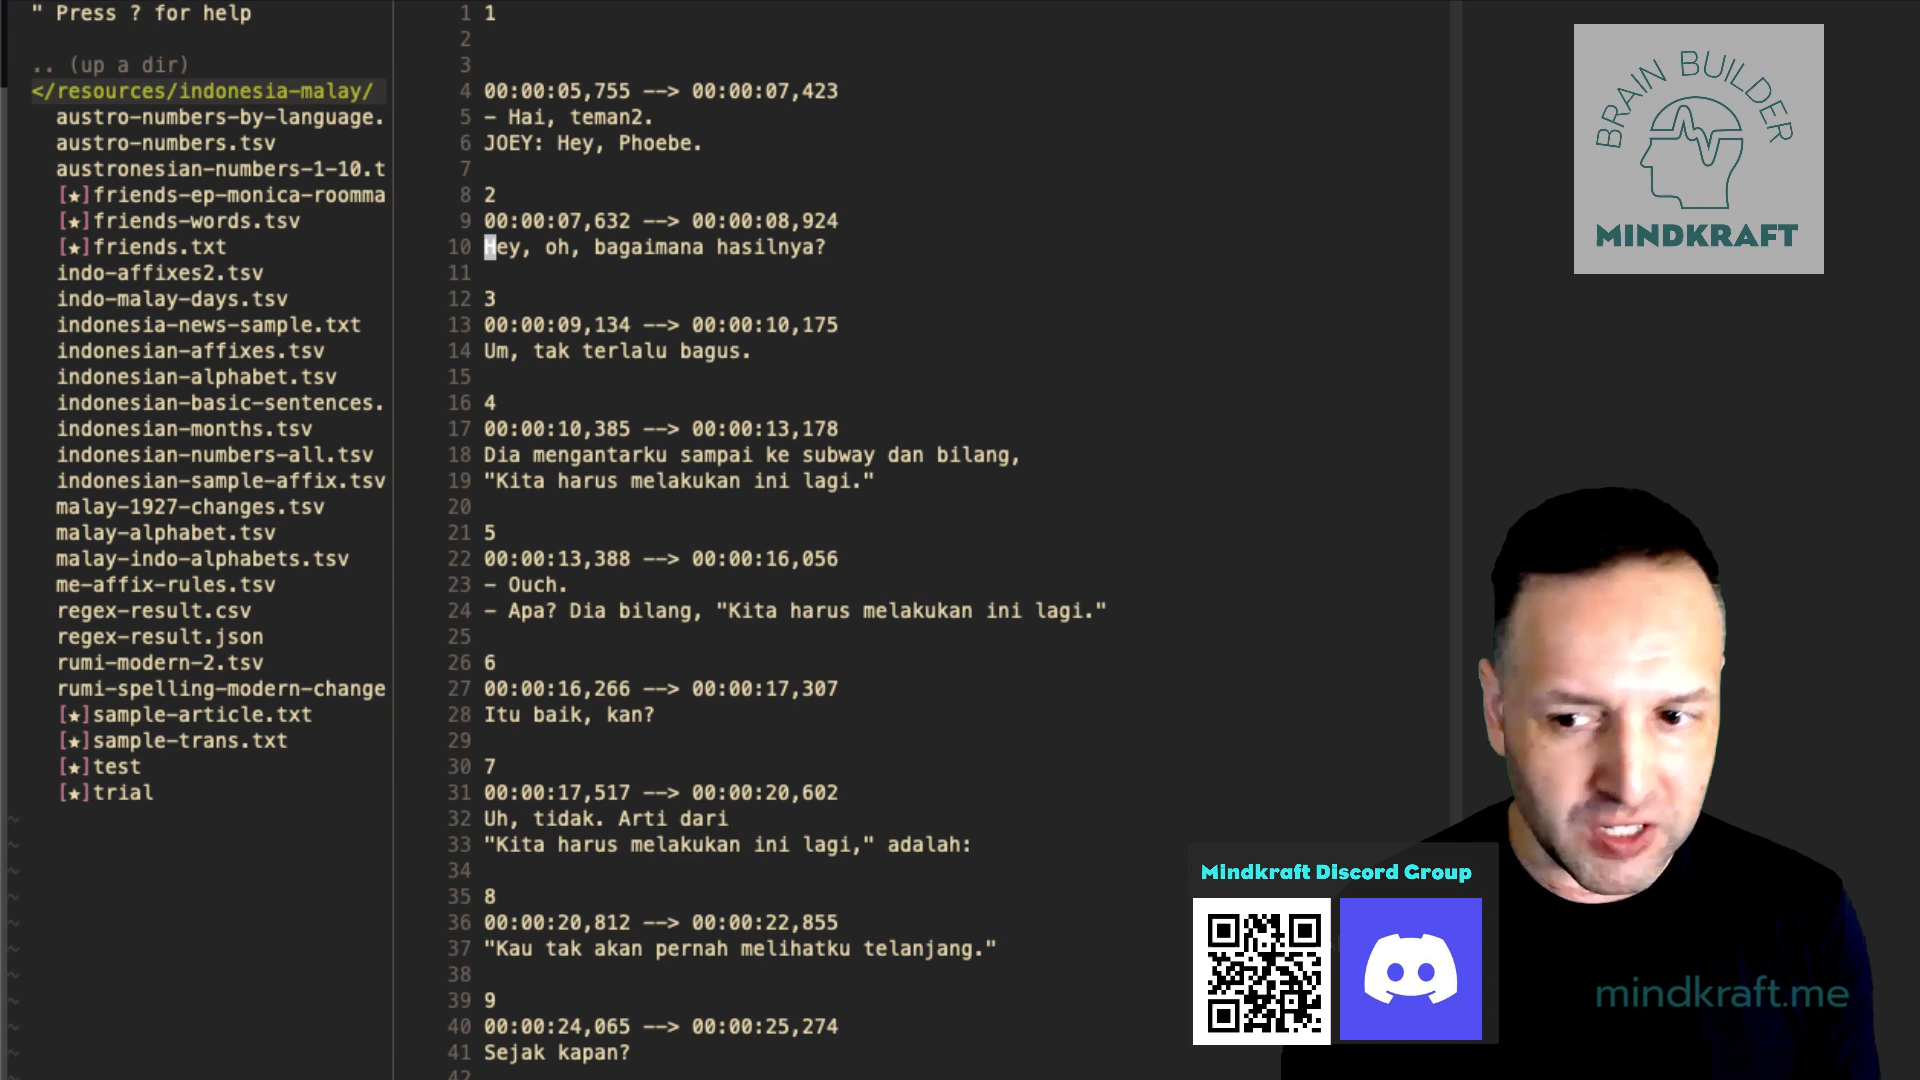 " Press ? for help
.. (up a dir)
</resources/indonesia-malay/
austro-numbers-by-language.
austro-numbers.tsv
austronesian-numbers-1-10.t
[★]friends-ep-monica-roomma
[★]friends-words.tsv
[★]friends.txt
indo-affixes2.tsv
indo-malay-days.tsv
indonesia-news-sample.txt
indonesian-affixes.tsv
indonesian-alphabet.tsv
indonesian-basic-sentences.
indonesian-months.tsv
indonesian-numbers-all.tsv
indonesian-sample-affix.tsv
malay-1927-changes.tsv
malay-alphabet.tsv
malay-indo-alphabets.tsv
me-affix-rules.tsv
regex-result.csv
regex-result.json
rumi-modern-2.tsv
rumi-spelling-modern-change
[★]sample-article.txt
[★]sample-trans.txt
[★]test
[★]trial
1 1
2
3
4 00:00:05,755 --> 00:00:07,423
5 - Hai, teman2.
6 JOEY: Hey, Phoebe.
7
8 2
9 00:00:07,632 --> 00:00:08,924
10 Hey, oh, bagaimana hasilnya?
11
12 3
13 00:00:09,134 --> 00:00:10,175
14 Um, tak terlalu bagus.
15
16 4
17 00:00:10,385 --> 00:00:13,178
18 Dia mengantarku sampai ke subway dan bilang,
19 "Kita harus melakukan ini lagi."
20
21 5
22 00:00:13,388 --> 00:00:16,056
23 - Ouch.
24 - Apa? Dia bilang, "Kita harus melakukan ini lagi."
25
26 6
27 00:00:16,266 --> 00:00:17,307
28 Itu baik, kan?
29
30 7
31 00:00:17,517 --> 00:00:20,602
32 Uh, tidak. Arti dari
33 "Kita harus melakukan ini lagi," adalah:
34
35 8
36 00:00:20,812 --> 00:00:22,855
37 "Kau tak akan pernah melihatku telanjang."
38
39 9
40 00:00:24,065 --> 00:00:25,274
41 Sejak kapan?
42
BRAIN BUILDER
MINDKRAFT
Mindkraft Discord Group
mindkraft.me